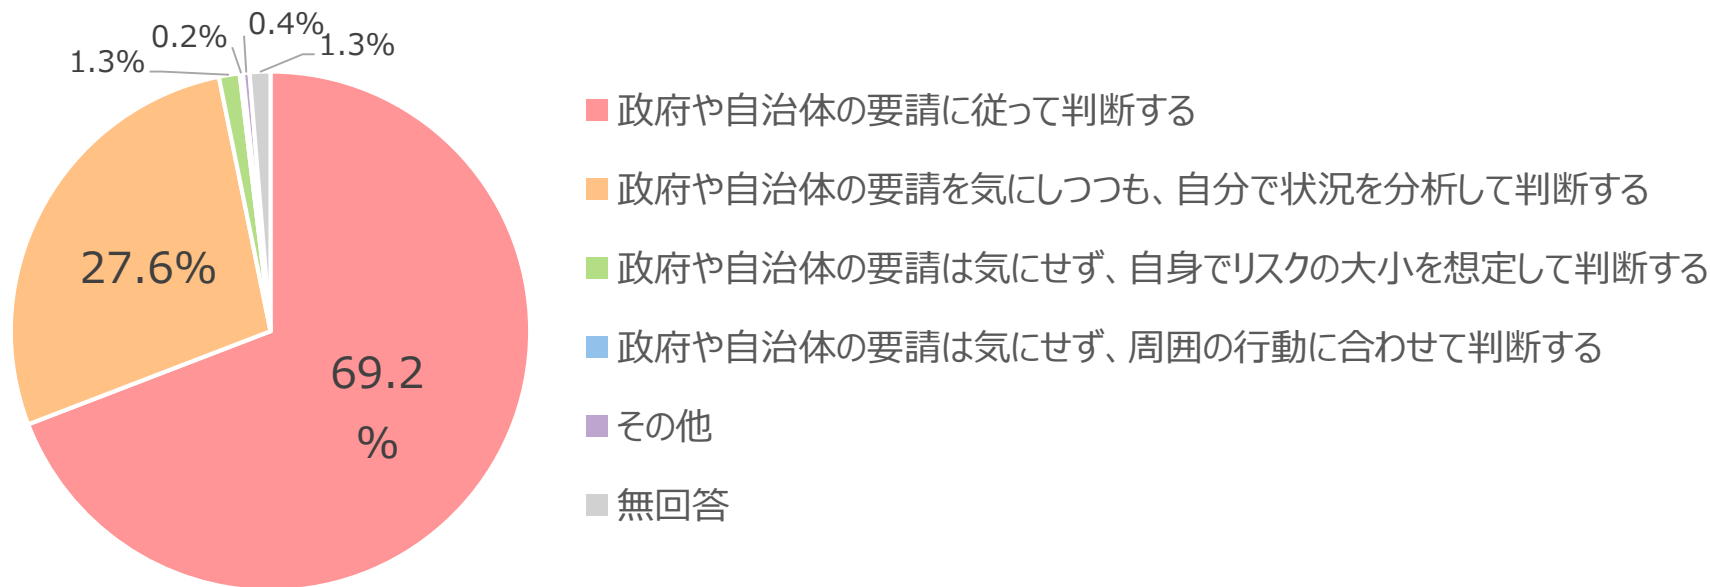 0.4%
0.2%
1.3%
1.3%
27.6%
69.2
%
政府や自治体の要請に従って判断する
政府や自治体の要請を気にしつつも、自分で状況を分析して判断する
政府や自治体の要請は気にせず、自身でリスクの大小を想定して判断する
政府や自治体の要請は気にせず、周囲の行動に合わせて判断する
その他
無回答